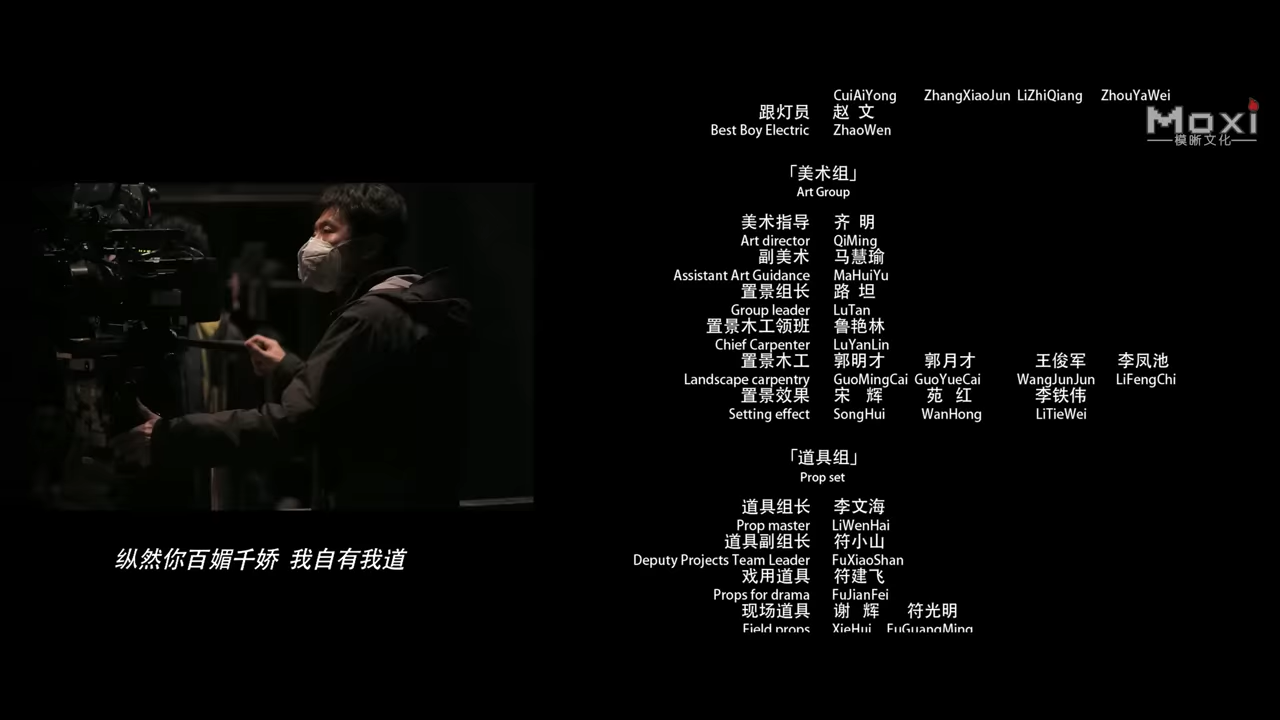 CuiAiYong ZhangXiaoJun LiZhiQiang ZhouYaWei
跟灯员 赵 文
Best Boy Electric ZhaoWen
Moxi
模晰文化
「美术组」
Art Group
美术指导 齐 明
Art director QiMing
副美术 马慧瑜
Assistant Art Guidance MaHuiYu
置景组长 路 坦
Group leader LuTan
置景木工领班 鲁艳林
Chief Carpenter LuYanLin
置景木工 郭明才 郭月才 王俊军 李凤池
Landscape carpentry GuoMingCai GuoYueCai WangJunJun LiFengChi
置景效果 宋 辉 苑 红 李铁伟
Setting effect SongHui WanHong LiTieWei
「道具组」
Prop set
道具组长 李文海
Prop master LiWenHai
道具副组长 符小山
Deputy Projects Team Leader FuXiaoShan
戏用道具 符建飞
Props for drama FuJianFei
现场道具 谢 辉 符光明
Field props XieHui FuGuangMing
纵然你百媚千娇 我自有我道